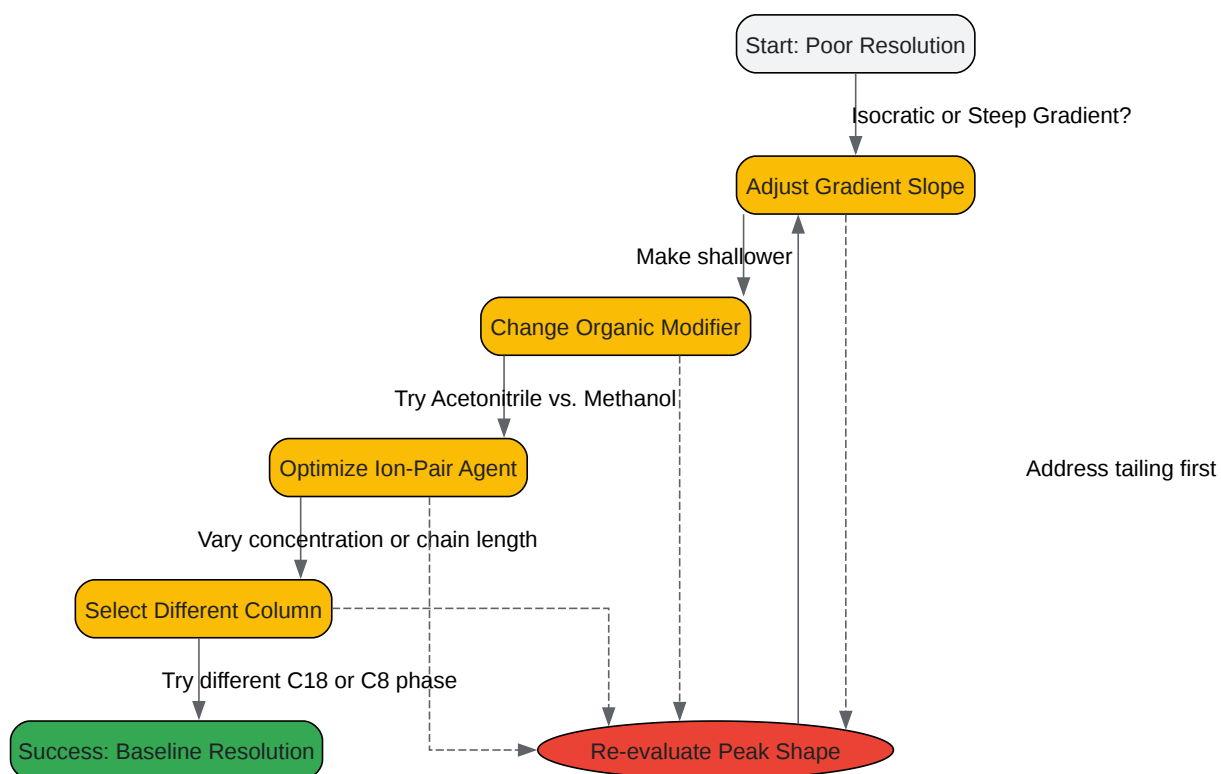 Start: Poor Resolution
Isocratic or Steep Gradient?
Adjust Gradient Slope
Make shallower
Change Organic Modifier
Try Acetonitrile vs. Methanol
Optimize Ion-Pair Agent
Address tailing first
Vary concentration or chain length
Select Different Column
Try different C18 or C8 phase
Success: Baseline Resolution
Re-evaluate Peak Shape